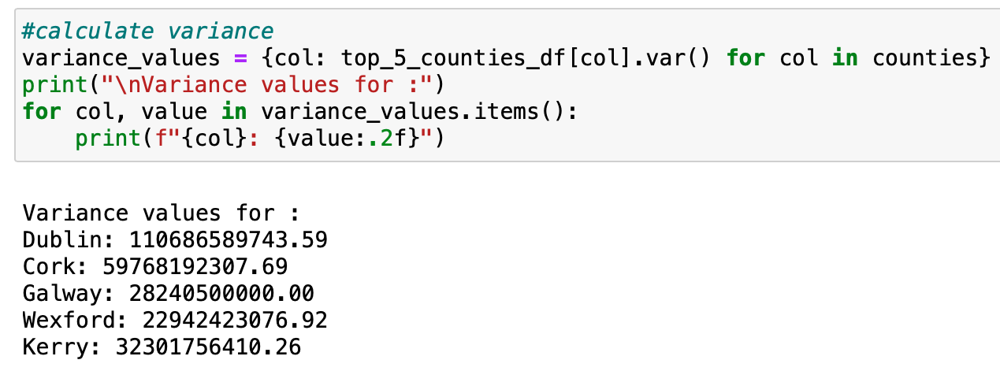 #calculate variance
variance_values = {col: top_5_counties_df[col].var() for col in counties}
print("\nVariance values for :")
for col, value in variance_values.items():
    print(f"{col}: {value:.2f}")
Variance values for :
Dublin: 110686589743.59
Cork: 59768192307.69
Galway: 28240500000.00
Wexford: 22942423076.92
Kerry: 32301756410.26